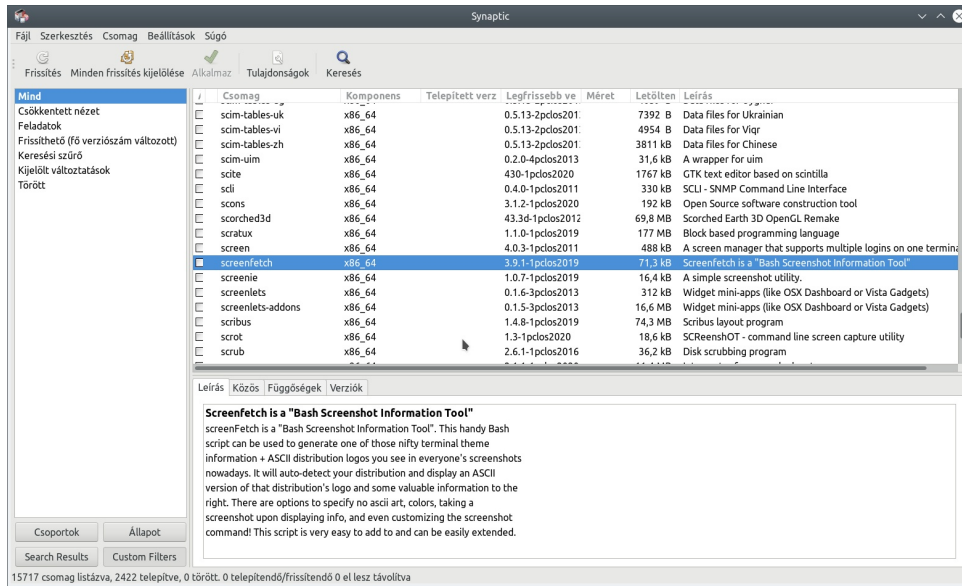 Synaptic
Fájl Szerkesztés Csomag Beállítások Súgó
Frissítés Minden frissítés kijelölése Alkalmaz Tulajdonságok Keresés
Mind
Csökkentett nézet
Feladatok
Frissíthető (fő verziószám változott)
Keresési szűrő
Kijelölt változtatások
Törött
Csoportok Állapot
Search Results Custom Filters
Csomag Komponens Telepített verz Legfrissebb ve Méret Letölten Leírás
scim-tables-uk x86_64 0.5.13-2pclos201 7392 B Data files for Ukrainian
scim-tables-vi x86_64 0.5.13-2pclos201 4954 B Data files for Viqr
scim-tables-zh x86_64 0.5.13-2pclos201 3811 kB Data files for Chinese
scim-uim x86_64 0.2.0-4pclos2013 31,6 kB A wrapper for uim
scite x86_64 430-1pclos2020 1767 kB GTK text editor based on scintilla
scli x86_64 0.4.0-1pclos2011 330 kB SCLI - SNMP Command Line Interface
scons x86_64 3.1.2-1pclos2020 192 kB Open Source software construction tool
scorched3d x86_64 43.3d-1pclos2012 69,8 MB Scorched Earth 3D OpenGL Remake
scratux x86_64 1.1.0-1pclos2019 177 MB Block based programming language
screen x86_64 4.0.3-1pclos2011 488 kB A screen manager that supports multiple logins on one termina
screenfetch x86_64 3.9.1-1pclos2019 71,3 kB Screenfetch is a "Bash Screenshot Information Tool"
screenie x86_64 1.0.7-1pclos2019 16,4 kB A simple screenshot utility.
screenlets x86_64 0.1.6-3pclos2013 312 kB Widget mini-apps (like OSX Dashboard or Vista Gadgets)
screenlets-addons x86_64 0.1.5-3pclos2013 16,6 MB Widget mini-apps (like OSX Dashboard or Vista Gadgets)
scribus x86_64 1.4.8-1pclos2019 74,3 MB Scribus layout program
scrot x86_64 1.3-1pclos2020 18,6 kB SCReenshOT - command line screen capture utility
scrub x86_64 2.6.1-1pclos2016 36,2 kB Disk scrubbing program
Leírás Közös Függőségek Verziók
Screenfetch is a "Bash Screenshot Information Tool"
screenFetch is a "Bash Screenshot Information Tool". This handy Bash
script can be used to generate one of those nifty terminal theme
information + ASCII distribution logos you see in everyone's screenshots
nowadays. It will auto-detect your distribution and display an ASCII
version of that distribution's logo and some valuable information to the
right. There are options to specify no ascii art, colors, taking a
screenshot upon displaying info, and even customizing the screenshot
command! This script is very easy to add to and can be easily extended.
15717 csomag listázva, 2422 telepítve, 0 törött. 0 telepítendő/frissítendő 0 el lesz távolítva